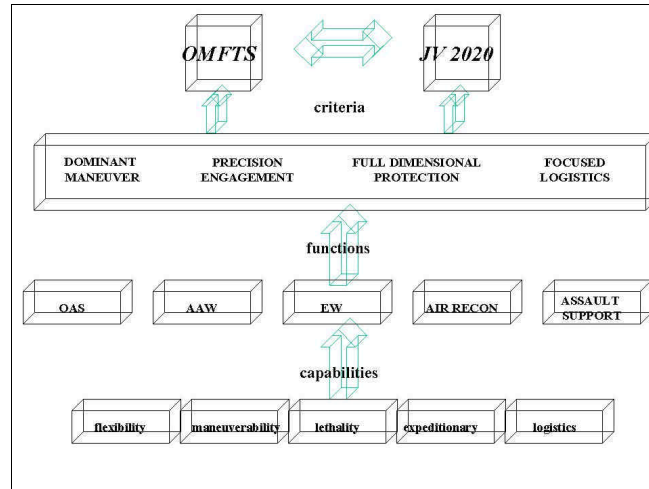 OMFTS
JV 2020
criteria
DOMINANT
MANEUVER
PRECISION
ENGAGEMENT
FULL DIMENSIONAL
PROTECTION
FOCUSED
LOGISTICS
functions
OAS
AAW
EW
AIR RECON
ASSAULT
SUPPORT
capabilities
flexibility
maneuverability
lethality
expeditionary
logistics